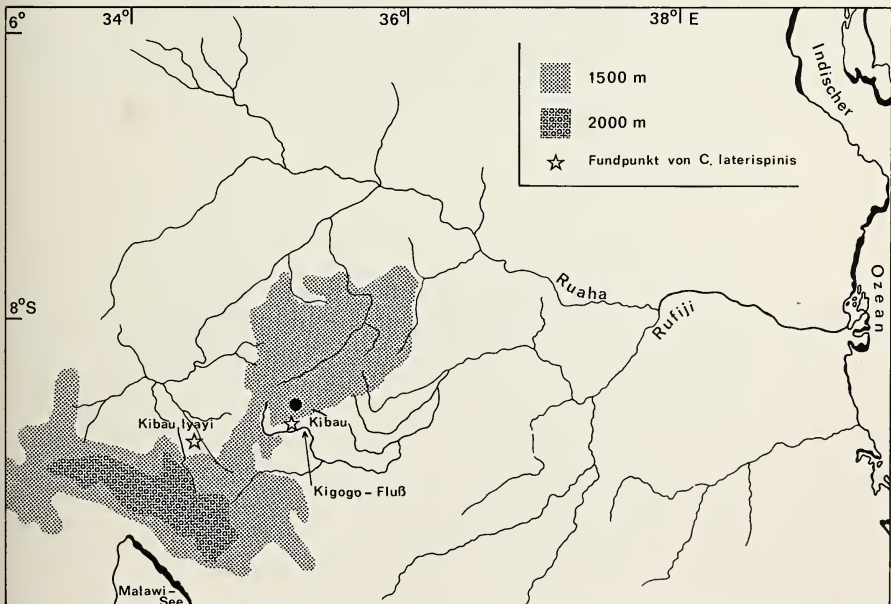 6°
34°
36°
38° E
Indischer
Ozean
1500 m
2000 m
Fundpunkt von C. laterispinis
8°S
Ruaha
Rufiji
Kibau Iyayi
Kibau
Kigogo-Fluß
Malawi-
See